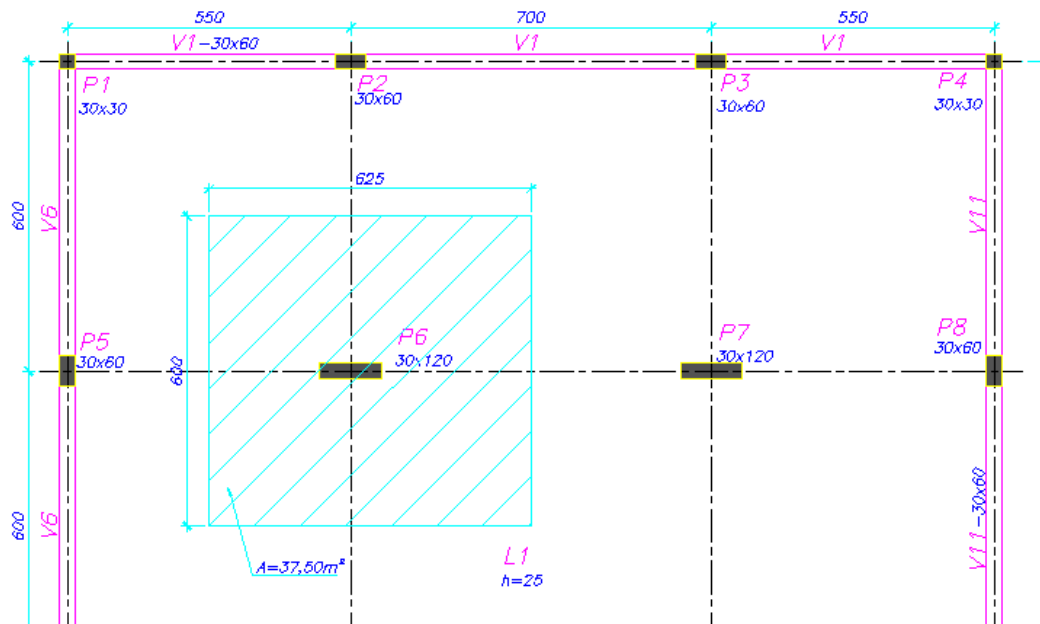 550 700 550
V1-30x60 V1 V1
P1 P2 P3 P4
30x30 30x60 30x60 30x30
625
600 V6 V11
P5 P6 P7 P8
30x60 30x120 30x120 30x60
600
600 V6 V11-30x60
A=37,50m²
L1
h=25